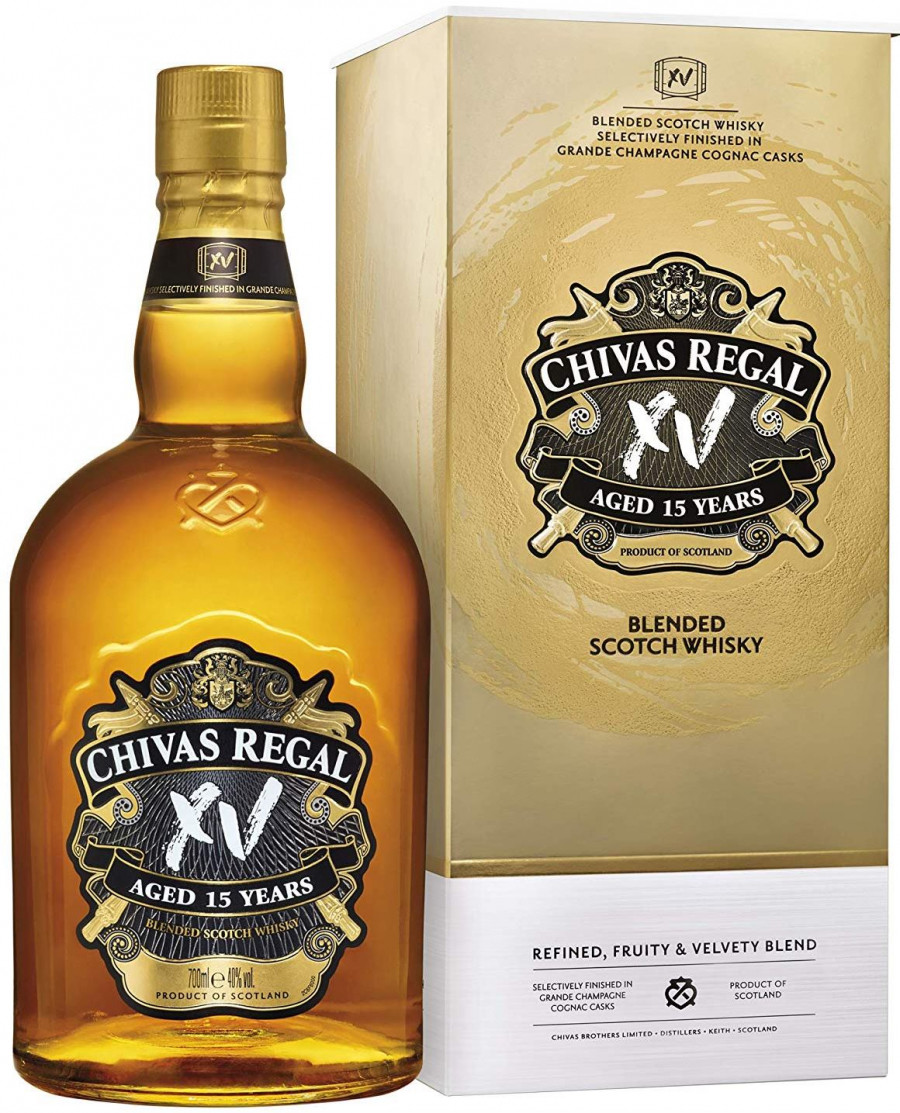 XV
SKY SELECTIVELY FINISHED IN GRANDE CHAMPA
CHIVAS REGAL
XV
AGED 15 YEARS
BLENDED SCOTCH WHISKY
700ml e 40% vol.
PRODUCT OF SCOTLAND
XV
BLENDED SCOTCH WHISKY
SELECTIVELY FINISHED IN
GRANDE CHAMPAGNE COGNAC CASKS
CHIVAS REGAL
XV
AGED 15 YEARS
PRODUCT OF SCOTLAND
BLENDED
SCOTCH WHISKY
REFINED, FRUITY & VELVETY BLEND
SELECTIVELY FINISHED IN
GRANDE CHAMPAGNE
COGNAC CASKS
PRODUCT OF
SCOTLAND
CHIVAS BROTHERS LIMITED • DISTILLERS • KEITH • SCOTLAND